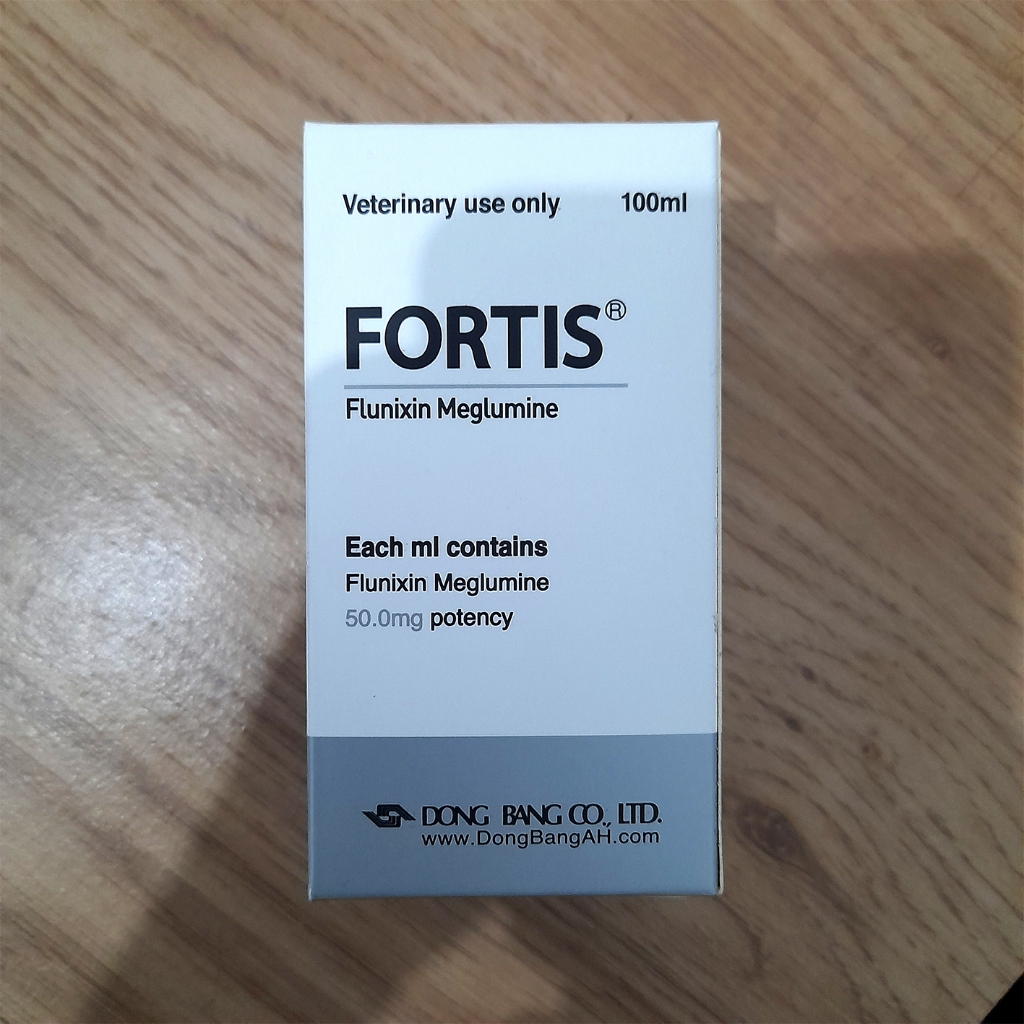 Veterinary use only 100ml
FORTIS®
Flunixin Meglumine
Each ml contains
Flunixin Meglumine
50.0mg potency
DONG BANG CO., LTD.
www.DongBangAH.com